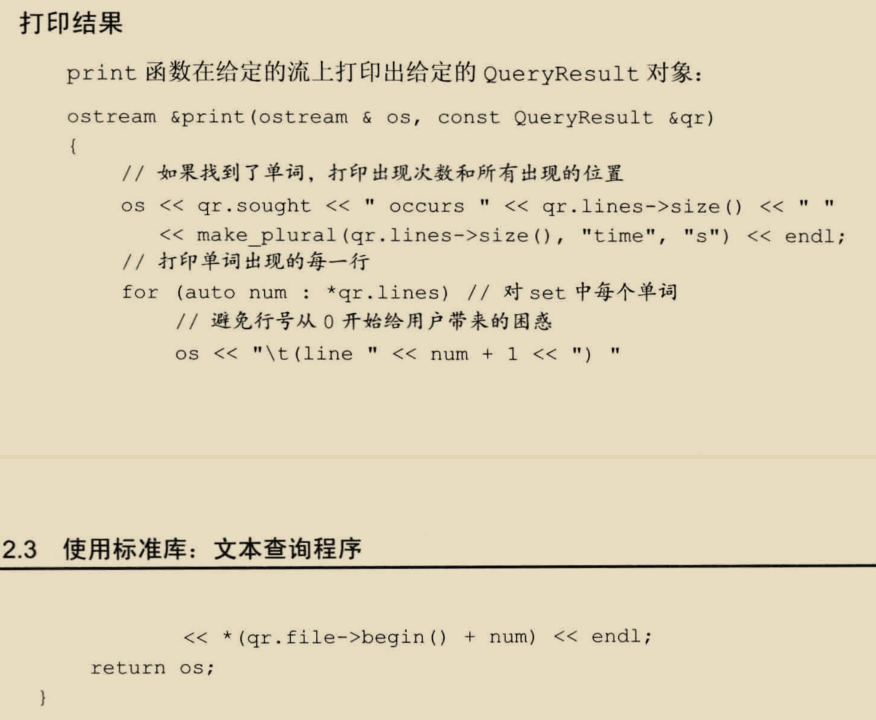 打印结果
print 函数在给定的流上打印出给定的 QueryResult 对象：
ostream &print(ostream & os, const QueryResult &qr)
{
// 如果找到了单词，打印出现次数和所有出现的位置
os << qr.sought << " occurs " << qr.lines->size() << " "
<< make_plural(qr.lines->size(), "time", "s") << endl;
// 打印单词出现的每一行
for (auto num : *qr.lines) // 对 set 中每个单词
// 避免行号从 0 开始给用户带来的困惑
os << "\t(line " << num + 1 << ") "
2.3 使用标准库：文本查询程序
<< *(qr.file->begin() + num) << endl;
return os;
}